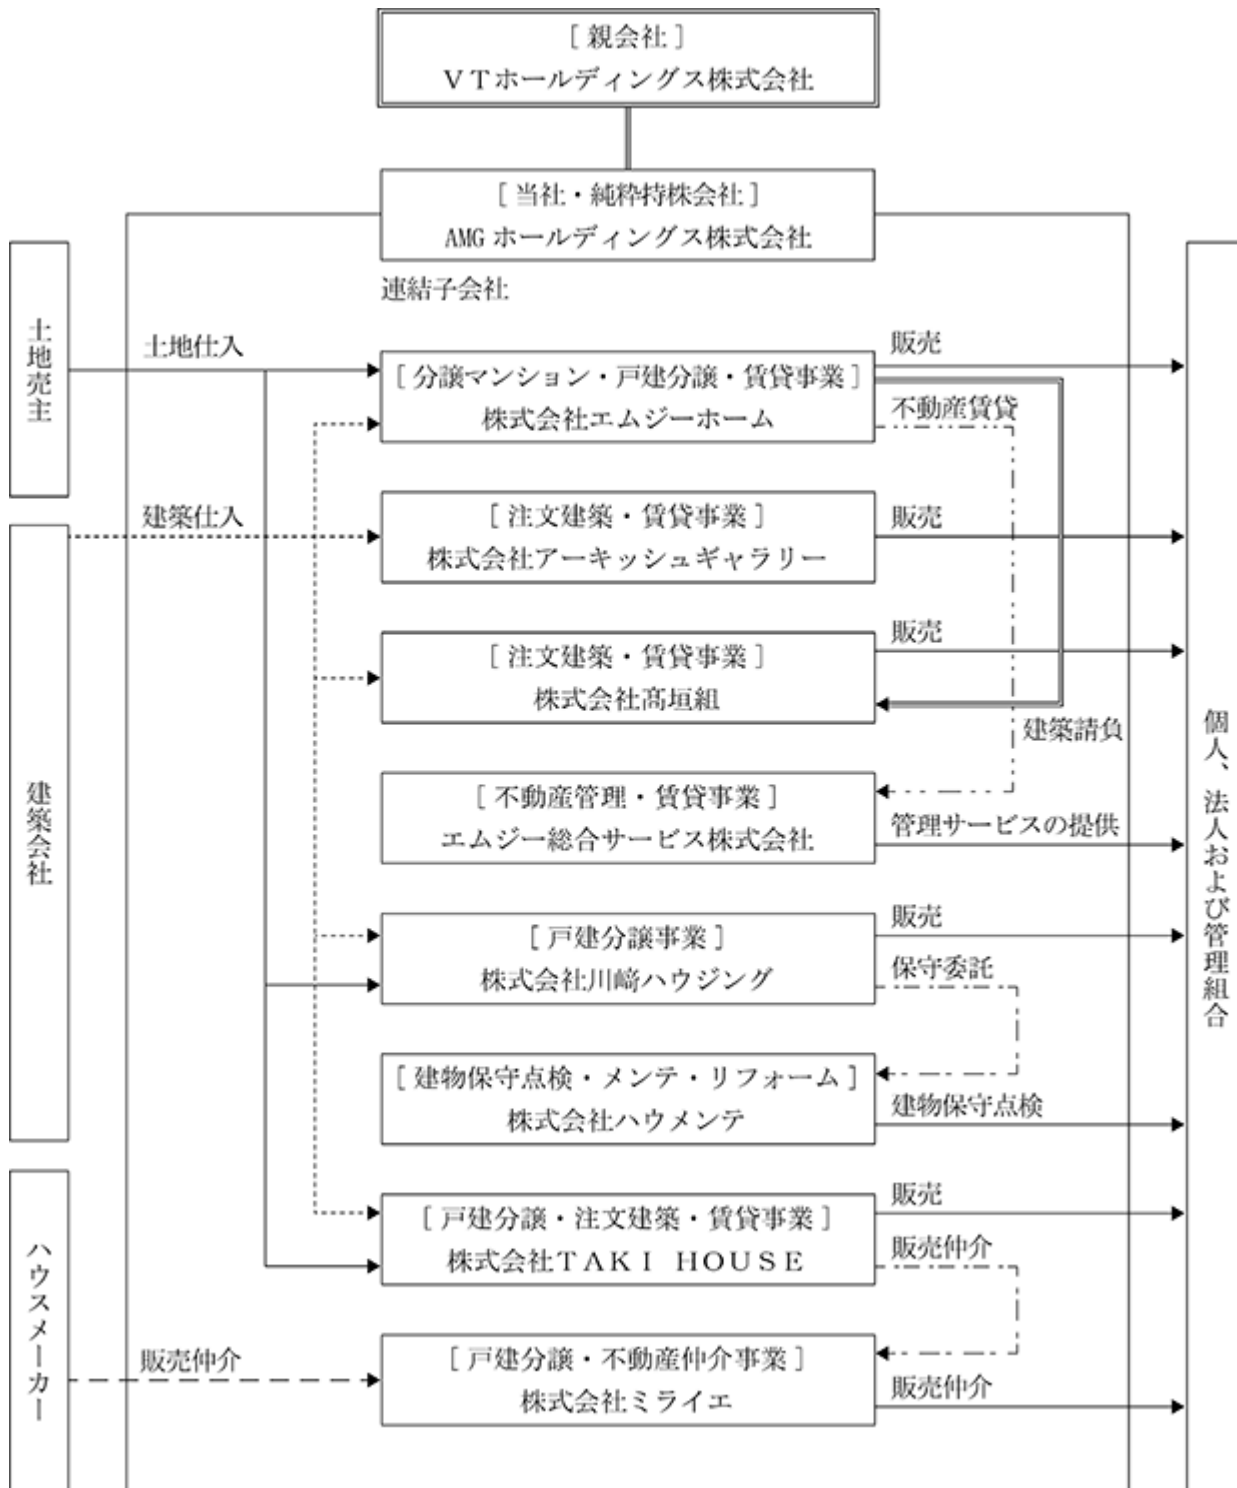 [ 親会社 ]
ＶＴホールディングス株式会社
[ 当社・純粋持株会社 ]
AMG ホールディングス株式会社
連結子会社
土地売主
土地仕入
[ 分譲マンション・戸建分譲・賃貸事業 ]
株式会社エムジーホーム
販売
不動産賃貸
建築会社
建築仕入
[ 注文建築・賃貸事業 ]
株式会社アーキッシュギャラリー
販売
[ 注文建築・賃貸事業 ]
株式会社髙垣組
販売
建築請負
[ 不動産管理・賃貸事業 ]
エムジー総合サービス株式会社
管理サービスの提供
[ 戸建分譲事業 ]
株式会社川﨑ハウジング
販売
保守委託
[ 建物保守点検・メンテ・リフォーム ]
株式会社ハウメンテ
建物保守点検
[ 戸建分譲・注文建築・賃貸事業 ]
株式会社ＴＡＫＩ　ＨＯＵＳＥ
販売
販売仲介
ハウスメーカー
販売仲介
[ 戸建分譲・不動産仲介事業 ]
株式会社ミライエ
販売仲介
個人、法人および管理組合